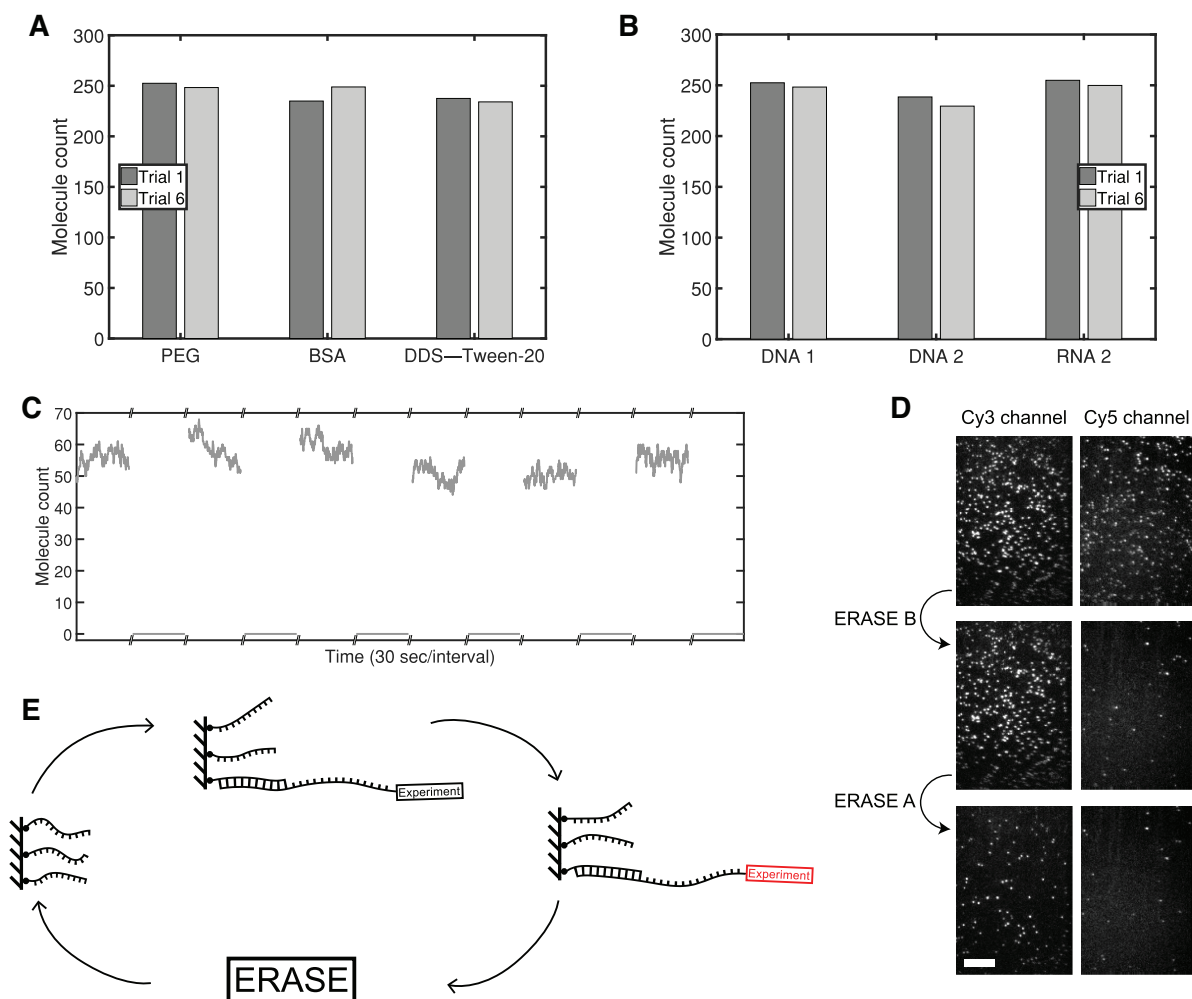 A
300
250
200
150
100
50
0
Molecule count
Trial 1
Trial 6
PEG
BSA
DDS—Tween-20
B
300
250
200
150
100
50
0
Molecule count
Trial 1
Trial 6
DNA 1
DNA 2
RNA 2
C
70
60
50
40
30
20
10
0
Molecule count
Time (30 sec/interval)
D
Cy3 channel
Cy5 channel
ERASE B
ERASE A
E
Experiment
Experiment
ERASE